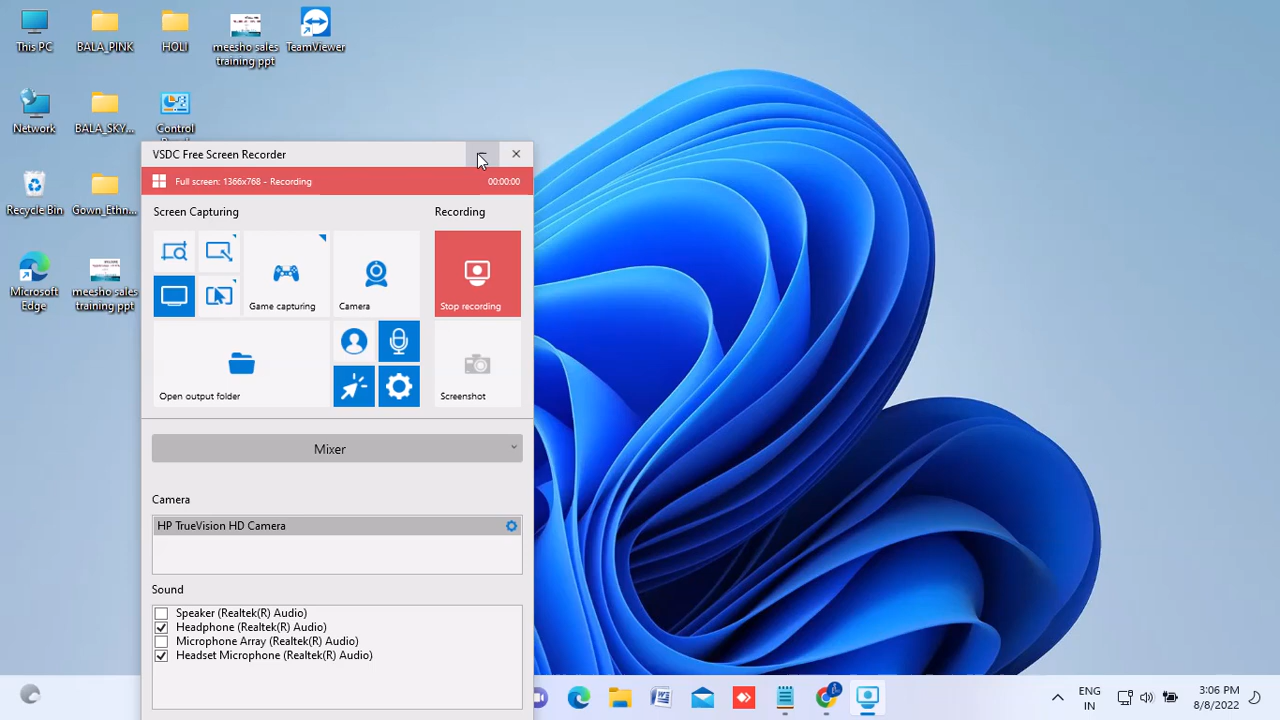 This PC
BALA_PINK
HOLI
meesho sales
training ppt
TeamViewer
Network
BALA_SKY...
Control
Recycle Bin
Gown_Ethn...
Microsoft
Edge
meesho sales
training ppt
VSDC Free Screen Recorder
Full screen: 1366x768 - Recording
00:00:00
Screen Capturing
Recording
Game capturing
Camera
Stop recording
Open output folder
Screenshot
Mixer
Camera
HP TrueVision HD Camera
Sound
Speaker (Realtek(R) Audio)
Headphone (Realtek(R) Audio)
Microphone Array (Realtek(R) Audio)
Headset Microphone (Realtek(R) Audio)
ENG
IN
3:06 PM
8/8/2022